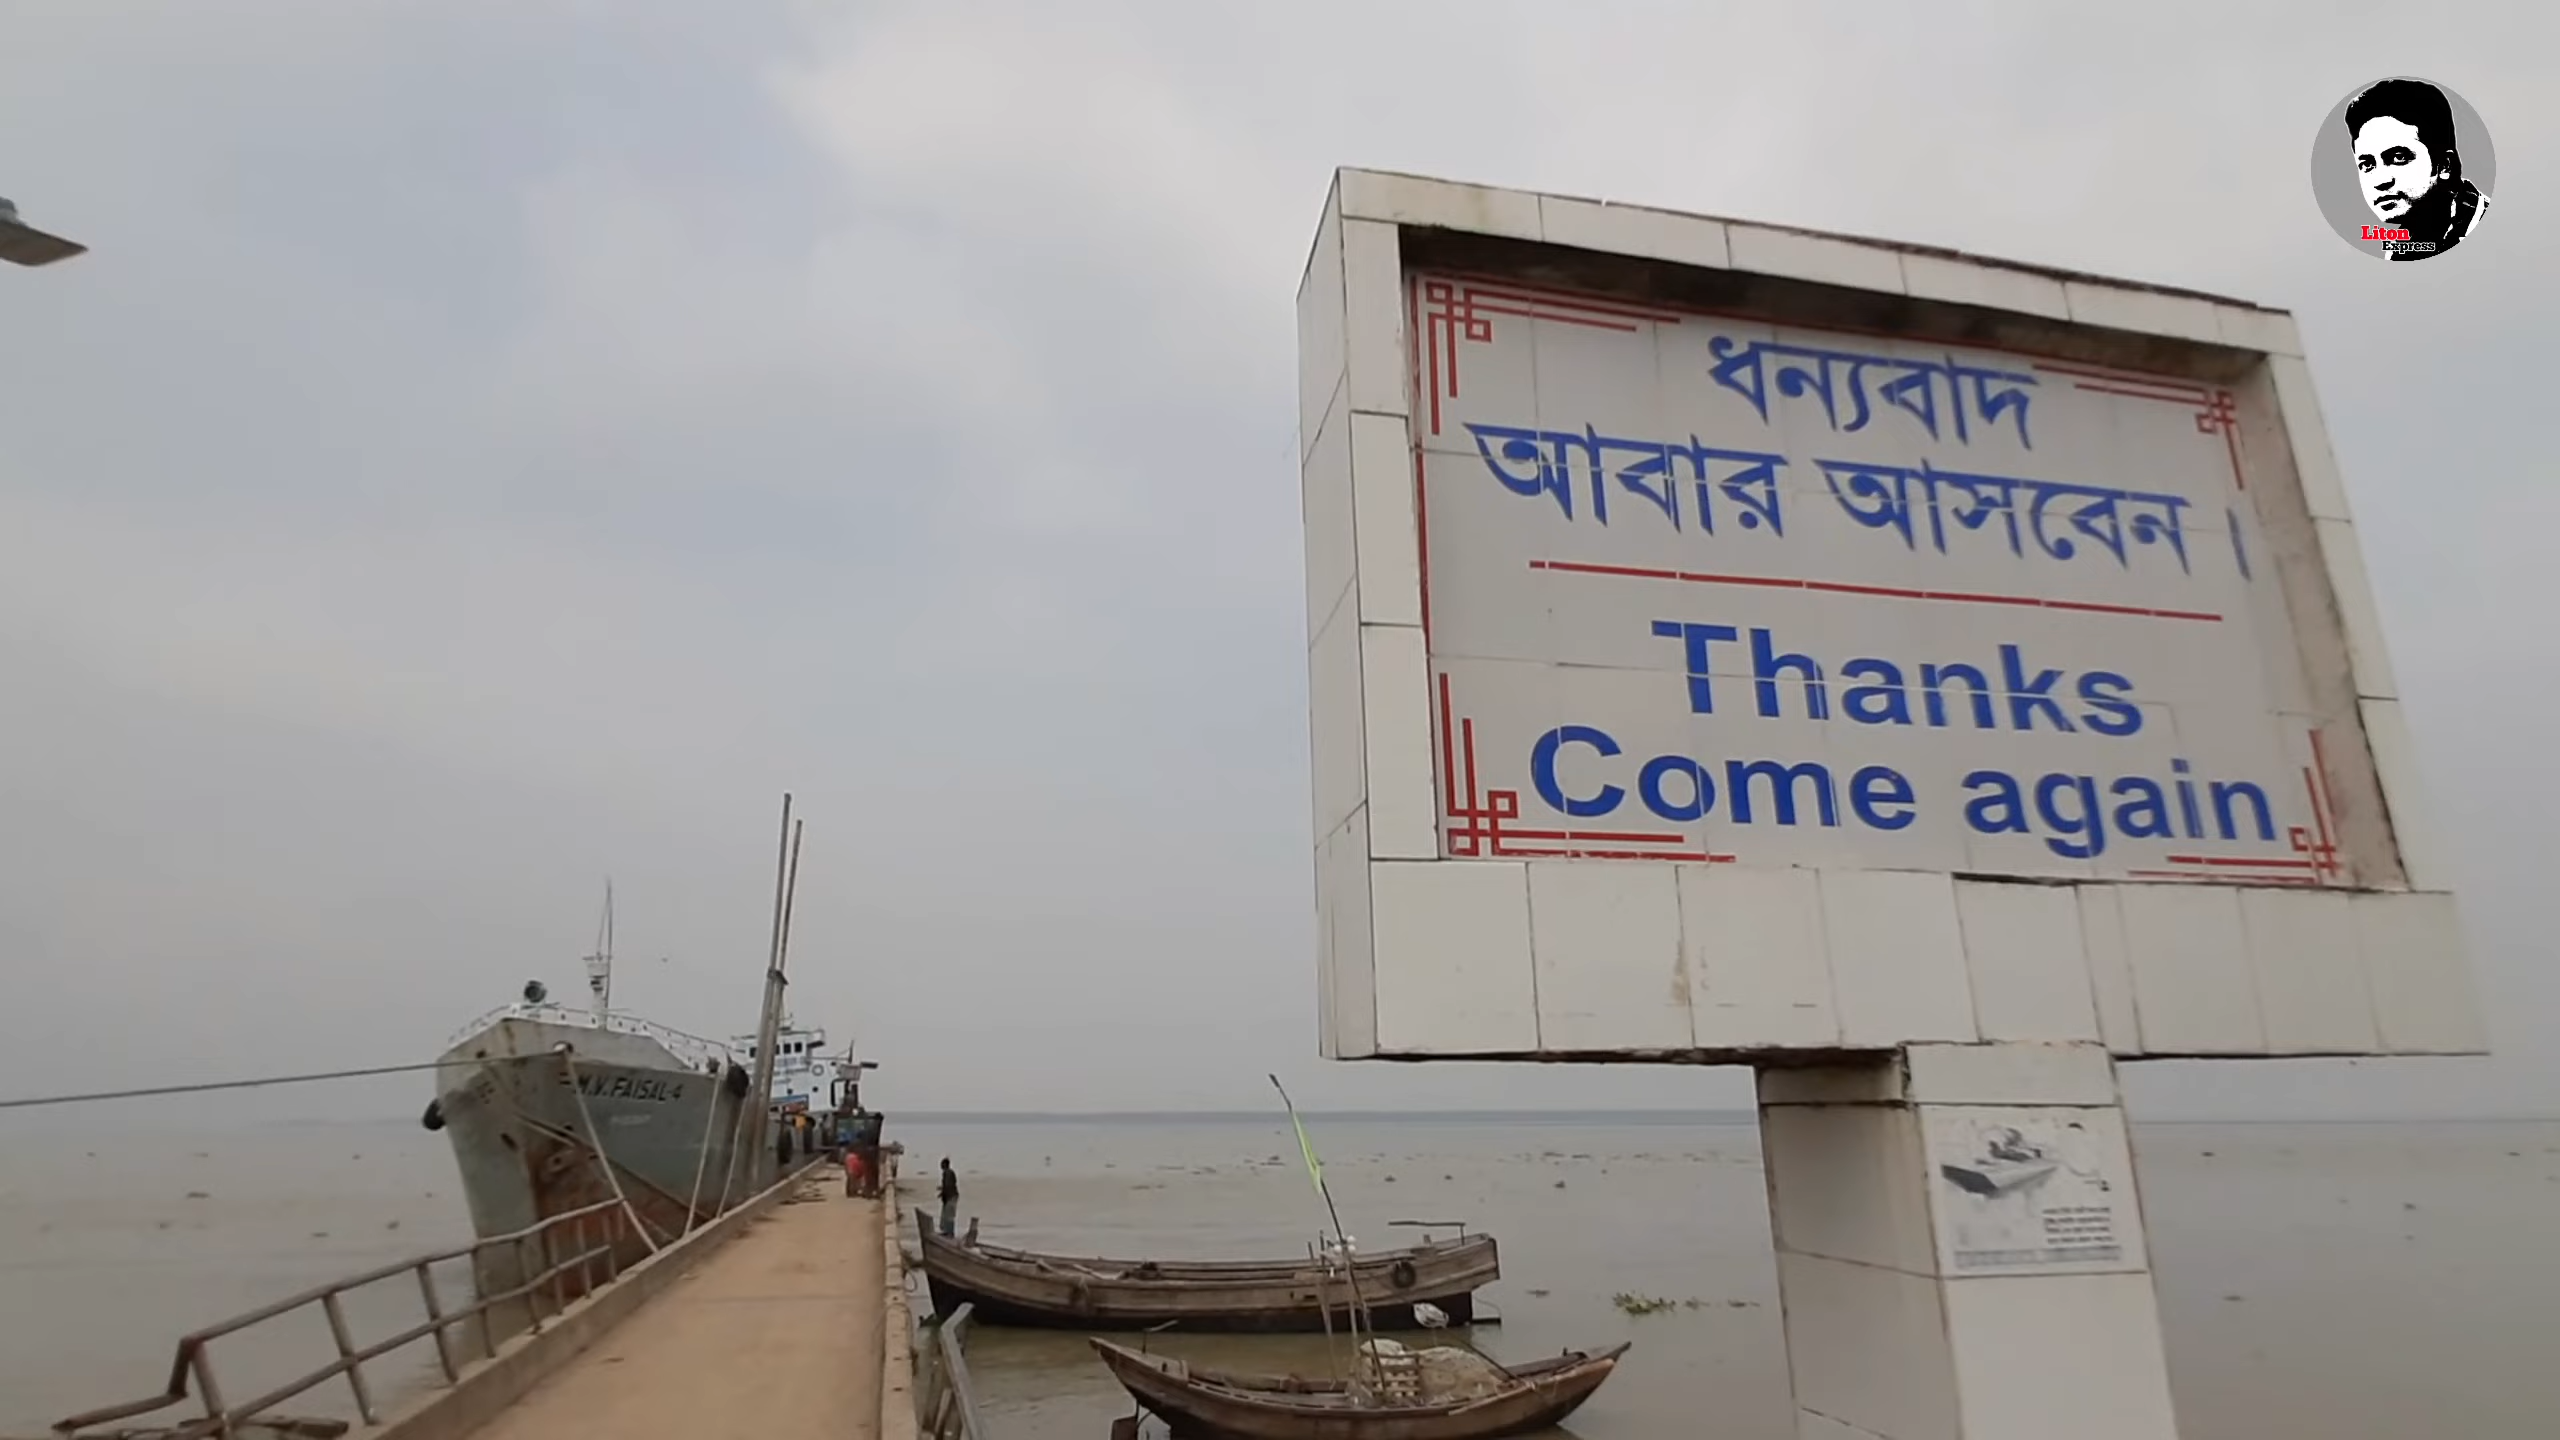 Liton
Express
ধন্যবাদ
আবার আসবেন।
Thanks
Come again
M.V. FAISAL-4